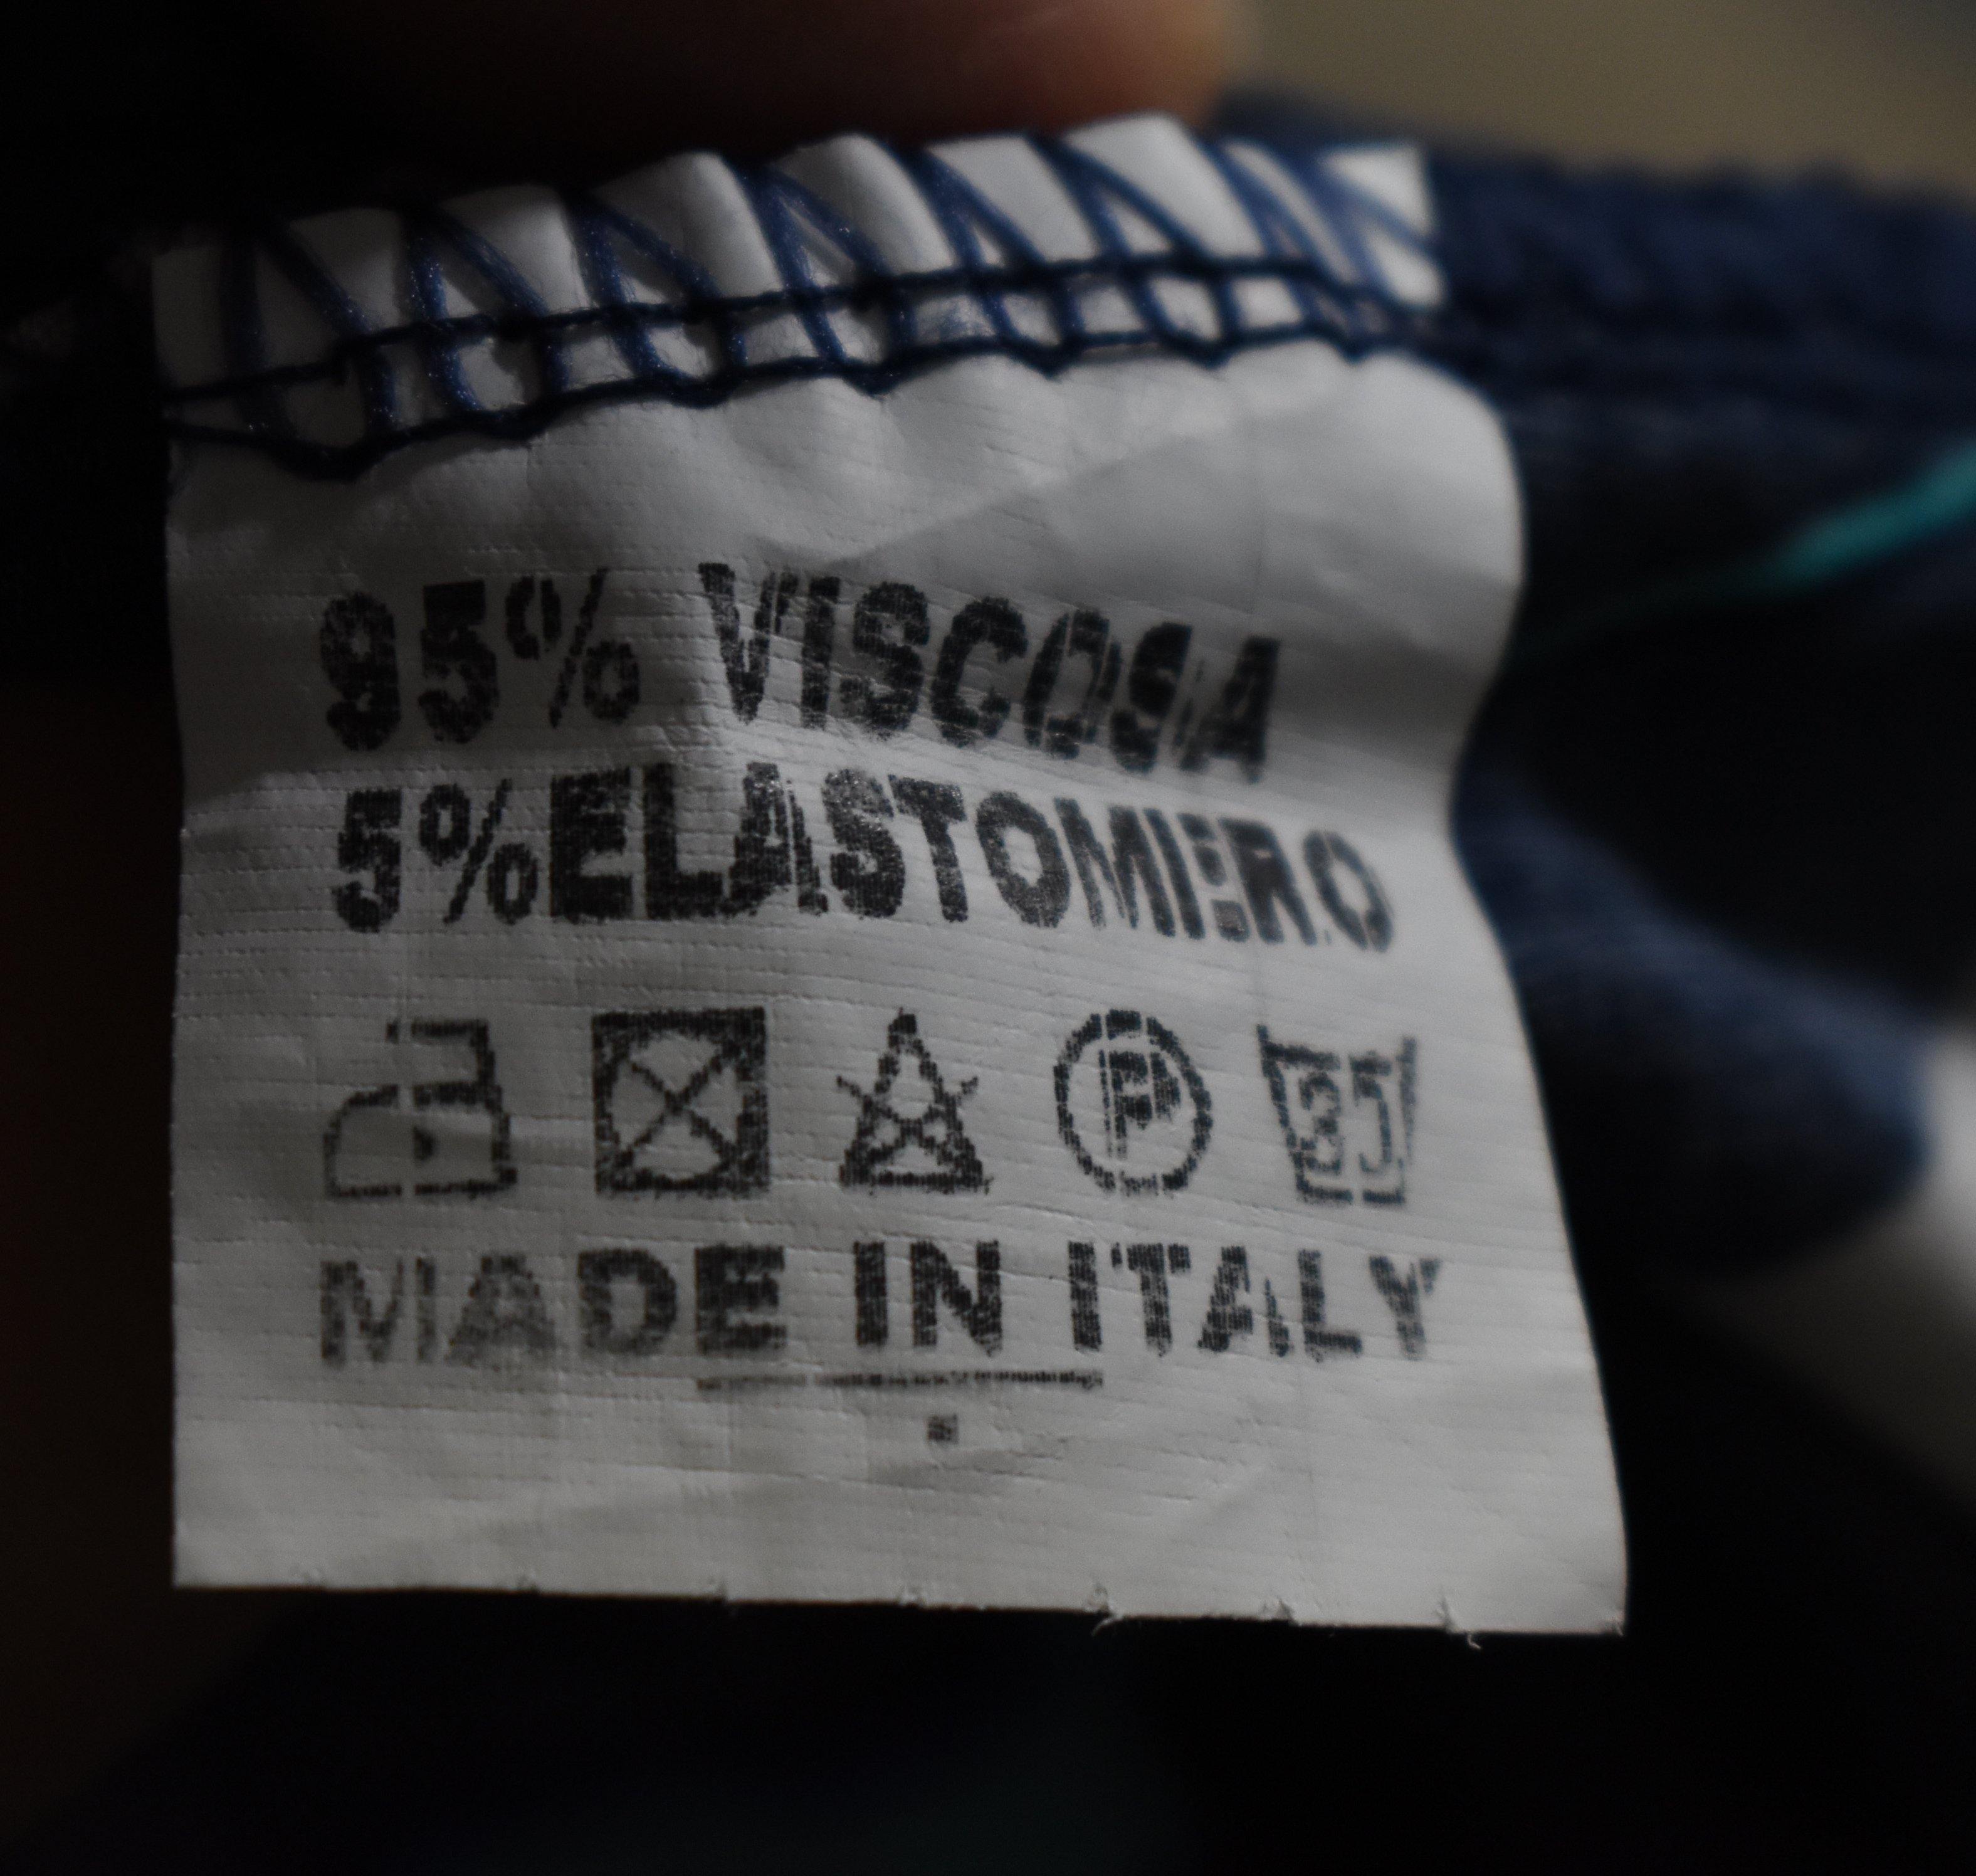 95% VISCOSA
5%ELASTOMERO
P
MADE IN ITALY